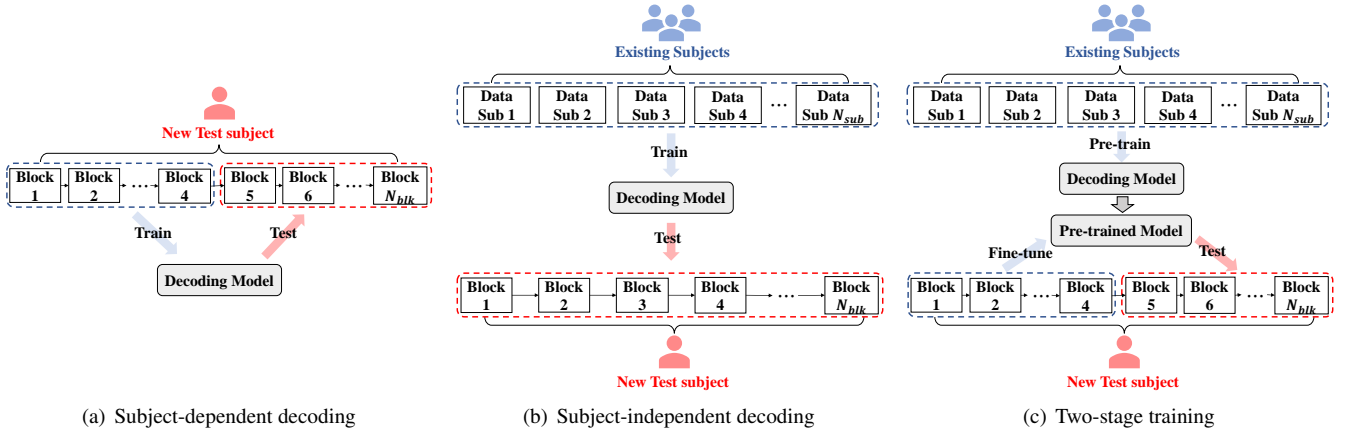 New Test subject
Block 1
Block 2
...
Block 4
Block 5
Block 6
...
Block N_blk
Train
Test
Decoding Model
(a) Subject-dependent decoding
Existing Subjects
Data Sub 1
Data Sub 2
Data Sub 3
Data Sub 4
...
Data Sub N_sub
Train
Decoding Model
Test
Block 1
Block 2
Block 3
Block 4
...
Block N_blk
New Test subject
(b) Subject-independent decoding
Existing Subjects
Data Sub 1
Data Sub 2
Data Sub 3
Data Sub 4
...
Data Sub N_sub
Pre-train
Decoding Model
Pre-trained Model
Fine-tune
Test
Block 1
Block 2
...
Block 4
Block 5
Block 6
...
Block N_blk
New Test subject
(c) Two-stage training